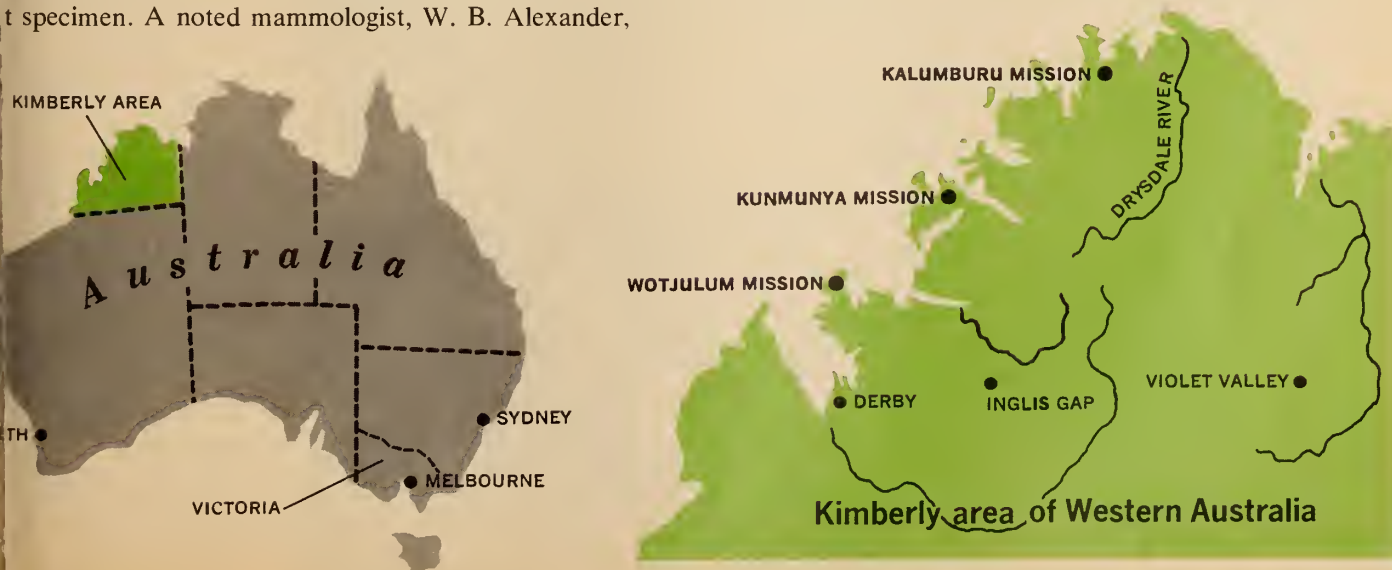 t specimen. A noted mammologist, W. B. Alexander,
KIMBERLY AREA
Australia
TH
SYDNEY
MELBOURNE
VICTORIA
KALUMBURU MISSION
DRYSDALE RIVER
KUNMUNYA MISSION
WOTJULUM MISSION
DERBY
INGLIS GAP
VIOLET VALLEY
Kimberly area of Western Australia